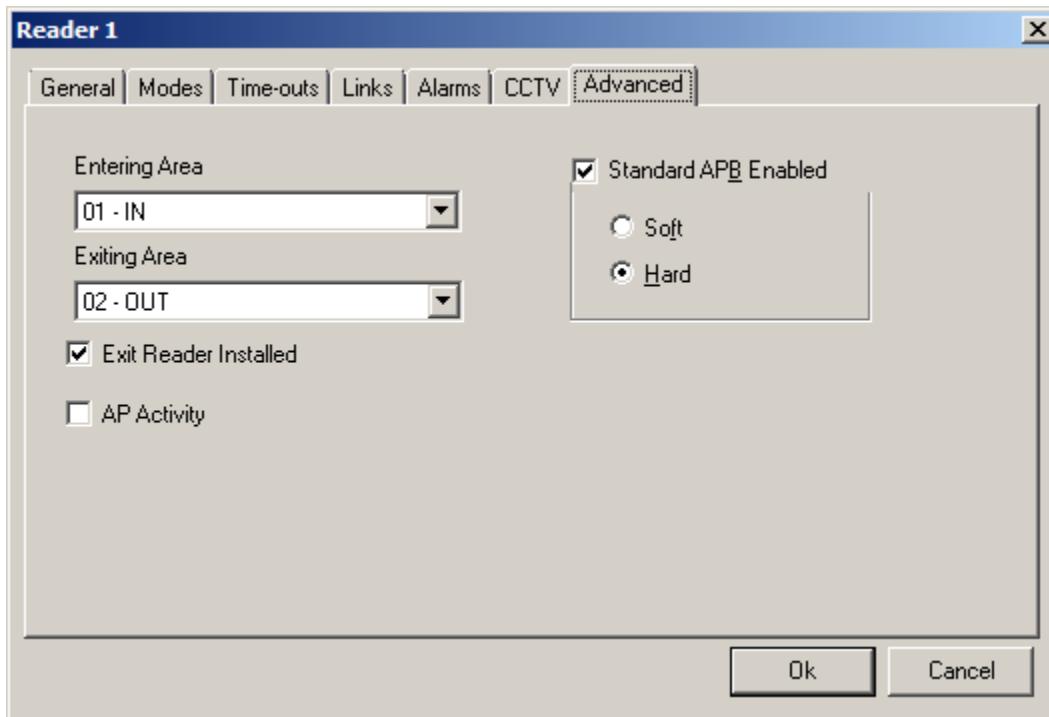 Reader 1
General Modes Time-outs Links Alarms CCTV Advanced
Entering Area
01 - IN
Exiting Area
02 - OUT
Exit Reader Installed
AP Activity
Standard APB Enabled
Soft
Hard
Ok Cancel